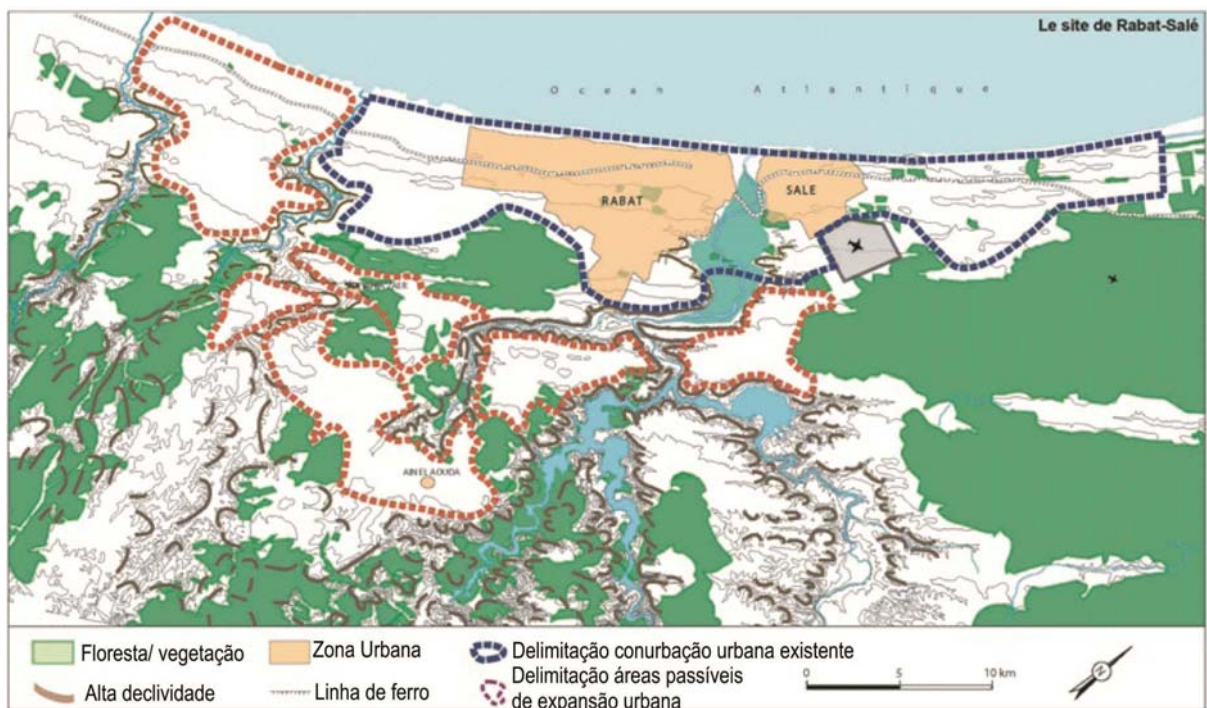 Le site de Rabat-Salé
Ocean Atlantique
RABAT
SALE
AIN EL AOUDA
Floresta/ vegetação
Zona Urbana
Delimitação conurbação urbana existente
Alta declividade
Linha de ferro
Delimitação áreas passíveis
de expansão urbana
0 5 10 km
N